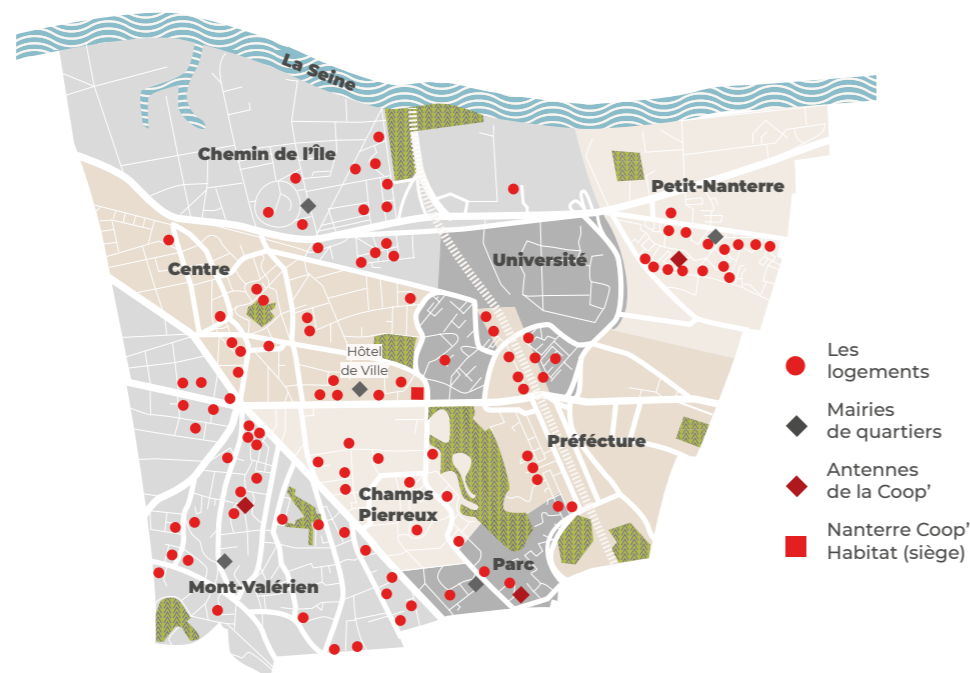 La Seine
Chemin de l'Île
Petit-Nanterre
Centre
Université
Hôtel
de Ville
Préfécture
Champs
Pierreux
Parc
Mont-Valérien
Les
logements
Mairies
de quartiers
Antennes
de la Coop'
Nanterre Coop'
Habitat (siège)